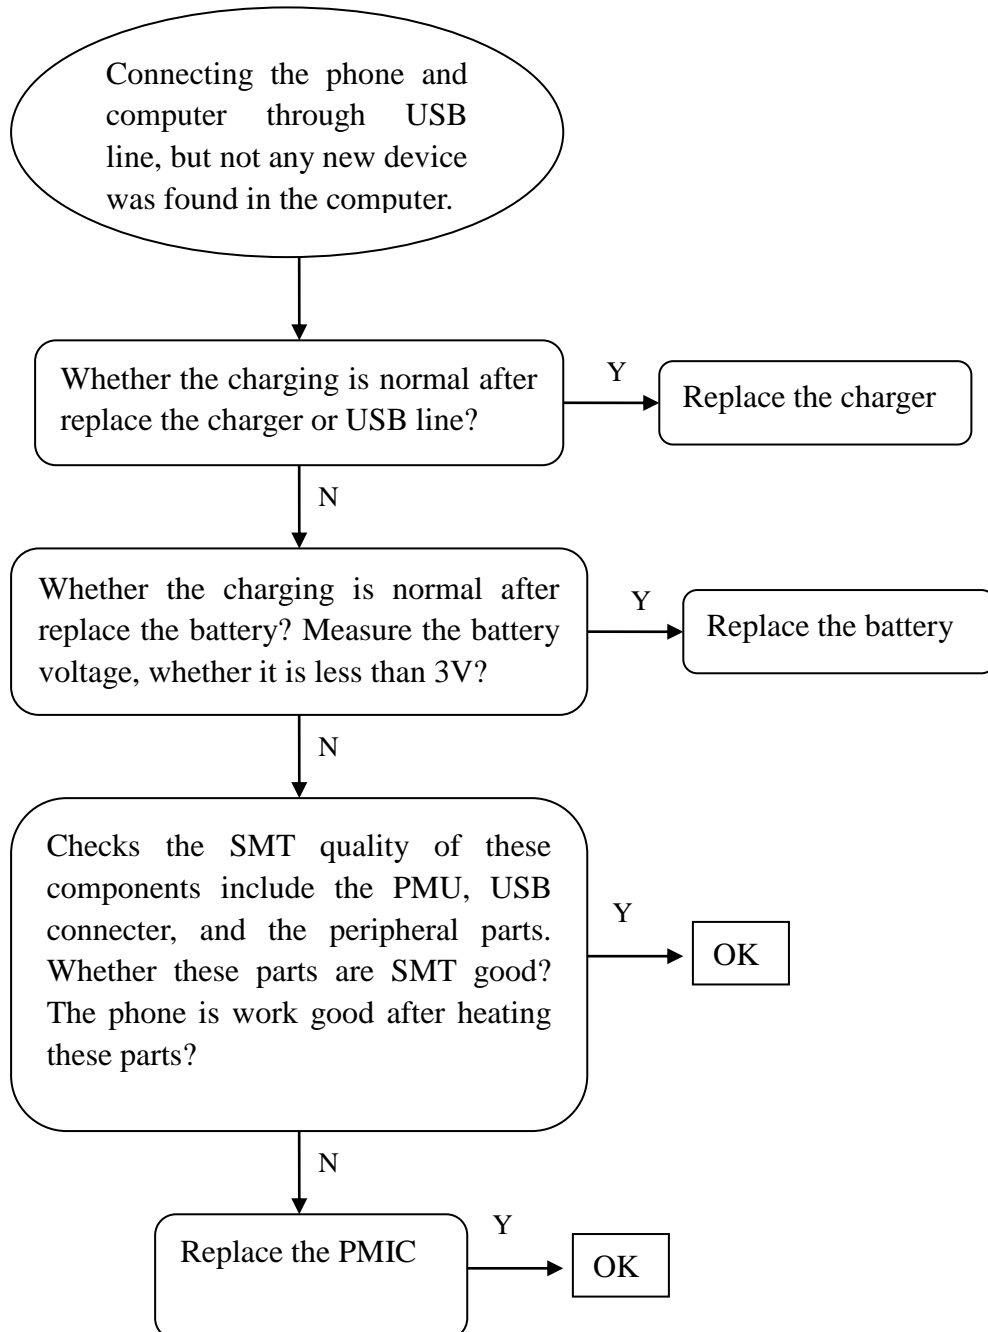 Connecting the phone and
computer through USB
line, but not any new device
was found in the computer.
Whether the charging is normal after
replace the charger or USB line?
Y
Replace the charger
N
Whether the charging is normal after
replace the battery? Measure the battery
voltage, whether it is less than 3V?
Y
Replace the battery
N
Checks the SMT quality of these
components include the PMU, USB
connecter, and the peripheral parts.
Whether these parts are SMT good?
The phone is work good after heating
these parts?
Y
OK
N
Replace the PMIC
Y
OK